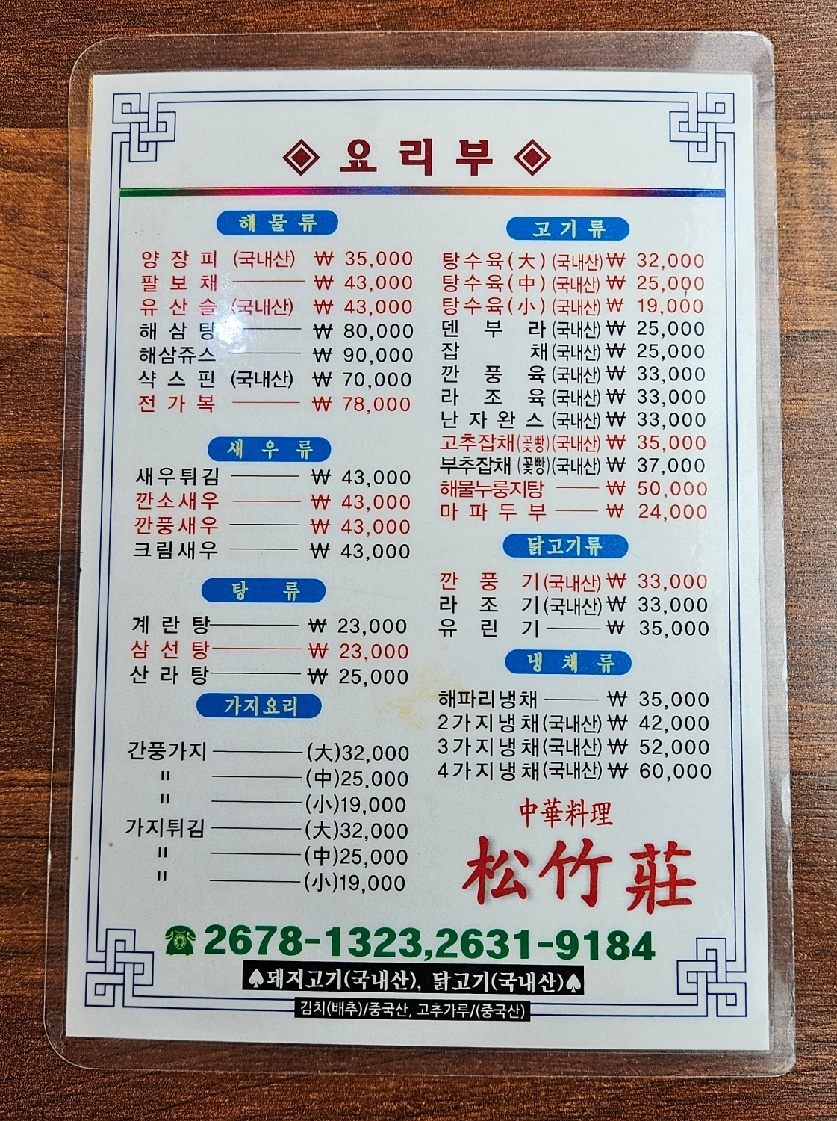 ◈ 요리부 ◈
해물류
양장피 (국내산) ₩ 35,000
팔보채 ₩ 43,000
유산슬 (국내산) ₩ 43,000
해삼탕 ₩ 80,000
해삼쥬스 ₩ 90,000
샥스핀 (국내산) ₩ 70,000
전가복 ₩ 78,000
새우류
새우튀김 ₩ 43,000
깐소새우 ₩ 43,000
깐풍새우 ₩ 43,000
크림새우 ₩ 43,000
탕류
계란탕 ₩ 23,000
삼선탕 ₩ 23,000
산라탕 ₩ 25,000
가지요리
간풍가지 (大)32,000
〃 (中)25,000
〃 (小)19,000
가지튀김 (大)32,000
〃 (中)25,000
〃 (小)19,000
고기류
탕수육(大)(국내산) ₩ 32,000
탕수육(中)(국내산) ₩ 25,000
탕수육(小)(국내산) ₩ 19,000
덴부라(국내산) ₩ 25,000
잡채(국내산) ₩ 25,000
깐풍육(국내산) ₩ 33,000
라조육(국내산) ₩ 33,000
난자완스(국내산) ₩ 33,000
고추잡채(꽃빵)(국내산) ₩ 35,000
부추잡채(꽃빵)(국내산) ₩ 37,000
해물누룽지탕 ₩ 50,000
마파두부 ₩ 24,000
닭고기류
깐풍기(국내산) ₩ 33,000
라조기(국내산) ₩ 33,000
유린기 ₩ 35,000
냉채류
해파리냉채 ₩ 35,000
2가지냉채(국내산) ₩ 42,000
3가지냉채(국내산) ₩ 52,000
4가지냉채(국내산) ₩ 60,000
中華料理
松竹莊
☎ 2678-1323,2631-9184
♠돼지고기(국내산), 닭고기(국내산)♠
김치(배추)/중국산, 고추가루/(중국산)